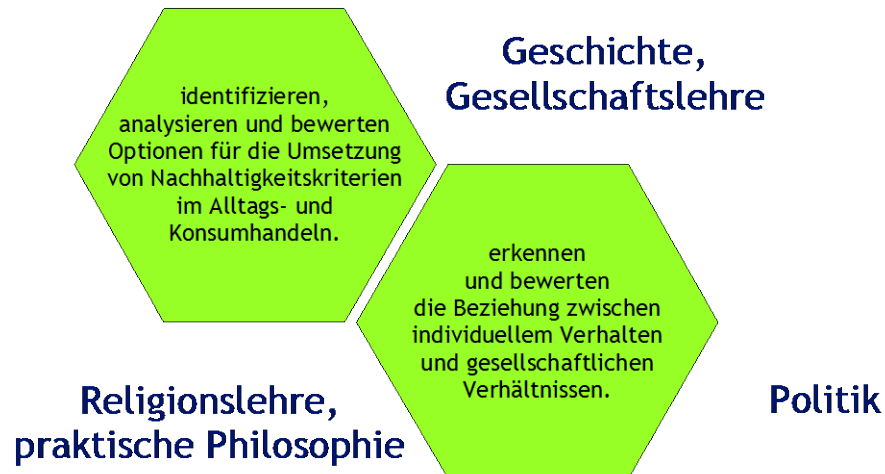 identifizieren,
analysieren und bewerten
Optionen für die Umsetzung
von Nachhaltigkeitskriterien
im Alltags- und
Konsumhandeln.
Geschichte,
Gesellschaftslehre
erkennen
und bewerten
die Beziehung zwischen
individuellem Verhalten
und gesellschaftlichen
Verhältnissen.
Religionslehre,
praktische Philosophie
Politik